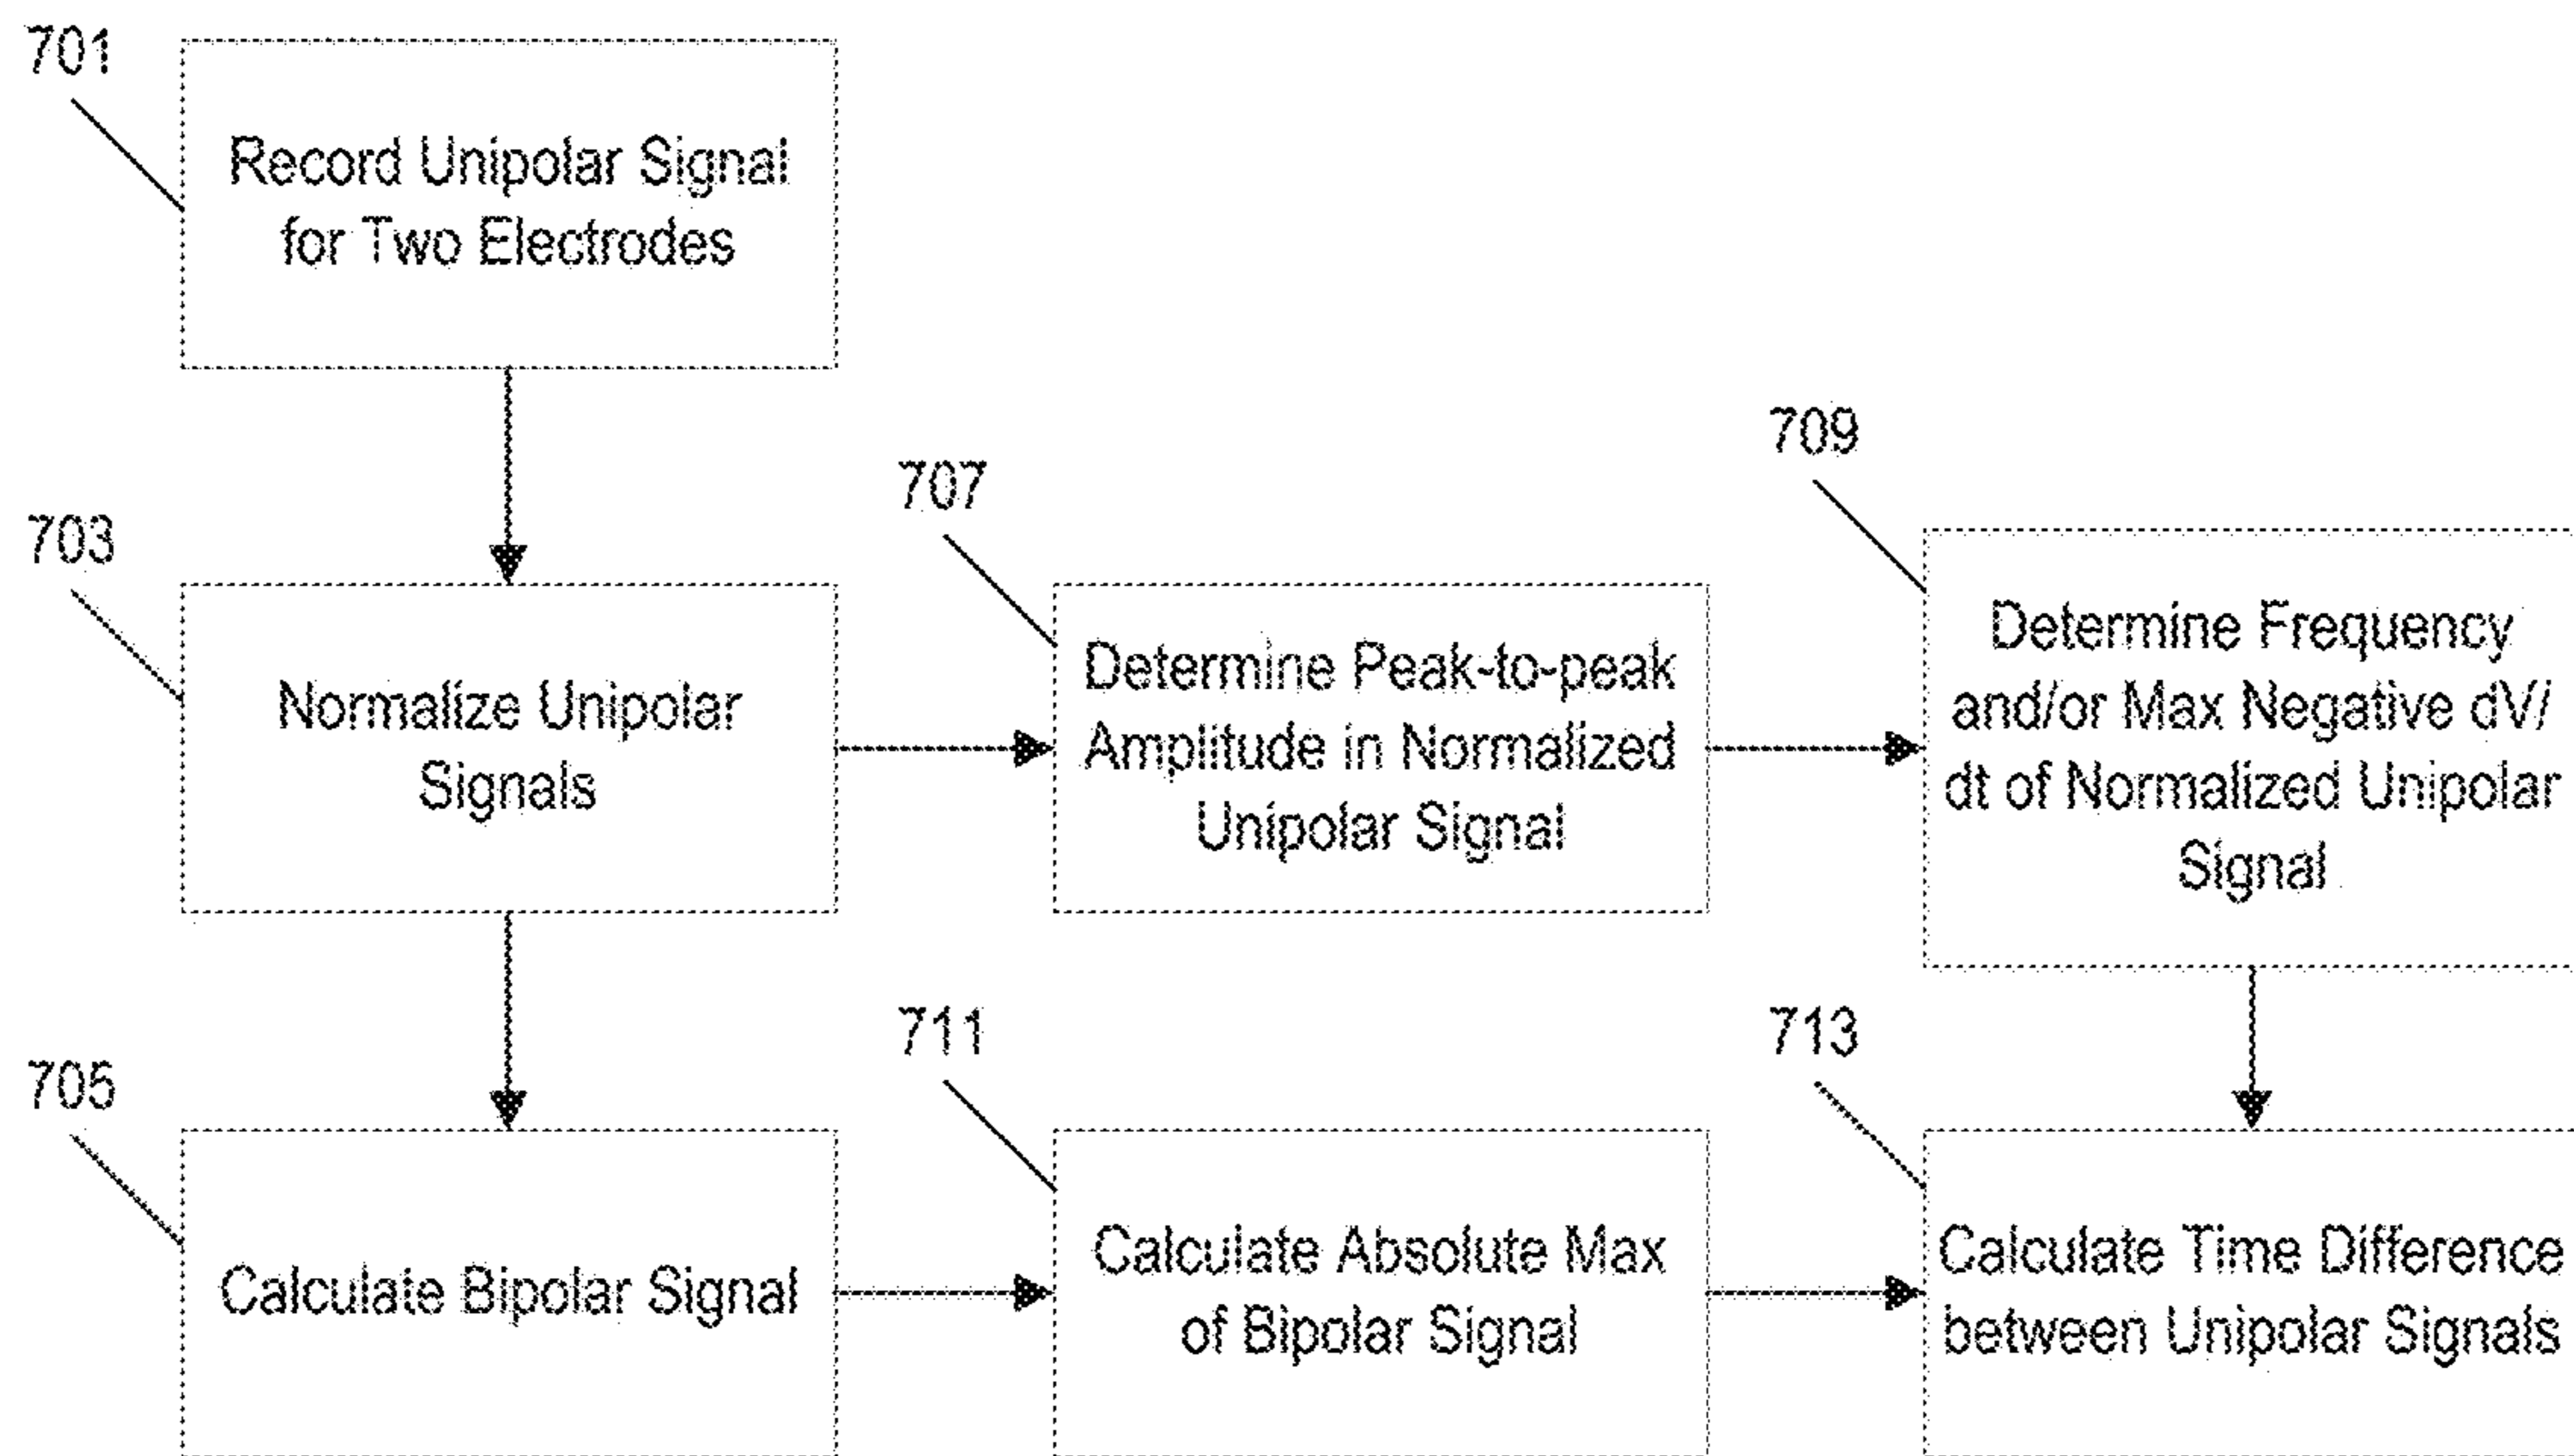 701
Record Unipolar Signal
for Two Electrodes
703
Normalize Unipolar
Signals
707
Determine Peak-to-peak
Amplitude in Normalized
Unipolar Signal
709
Determine Frequency
and/or Max Negative dV/
dt of Normalized Unipolar
Signal
705
Calculate Bipolar Signal
711
Calculate Absolute Max
of Bipolar Signal
713
Calculate Time Difference
between Unipolar Signals